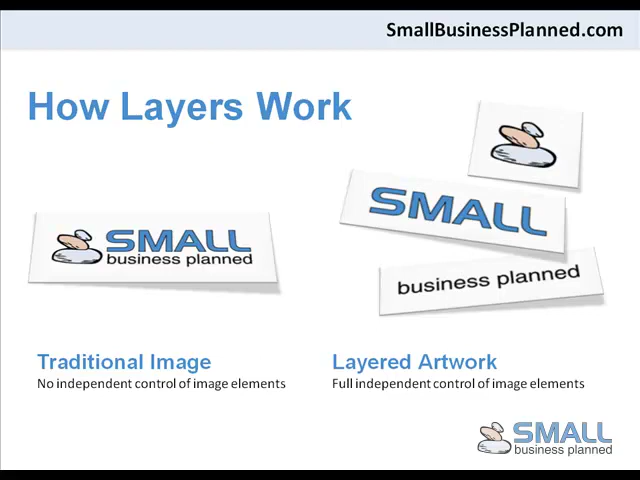 SmallBusinessPlanned.com
How Layers Work
SMALL
business planned
SMALL
business planned
Traditional Image
No independent control of image elements
Layered Artwork
Full independent control of image elements
SMALL
business planned